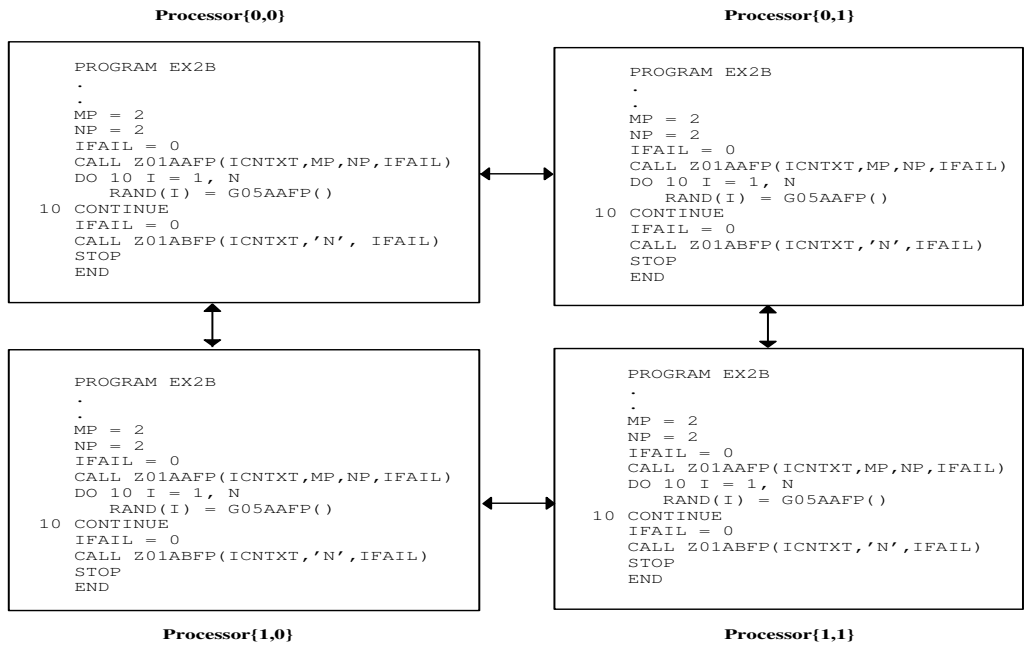 Processor{0,0}
PROGRAM EX2B
.
.
MP = 2
NP = 2
IFAIL = 0
CALL Z01AAFP(ICNTXT,MP,NP,IFAIL)
DO 10 I = 1, N
RAND(I) = G05AAFP()
10 CONTINUE
IFAIL = 0
CALL Z01ABFP(ICNTXT,'N', IFAIL)
STOP
END
Processor{0,1}
PROGRAM EX2B
.
.
MP = 2
NP = 2
IFAIL = 0
CALL Z01AAFP(ICNTXT,MP,NP,IFAIL)
DO 10 I = 1, N
RAND(I) = G05AAFP()
10 CONTINUE
IFAIL = 0
CALL Z01ABFP(ICNTXT,'N',IFAIL)
STOP
END
PROGRAM EX2B
.
.
MP = 2
NP = 2
IFAIL = 0
CALL Z01AAFP(ICNTXT,MP,NP,IFAIL)
DO 10 I = 1, N
RAND(I) = G05AAFP()
10 CONTINUE
IFAIL = 0
CALL Z01ABFP(ICNTXT,'N',IFAIL)
STOP
END
Processor{1,0}
PROGRAM EX2B
.
.
MP = 2
NP = 2
IFAIL = 0
CALL Z01AAFP(ICNTXT,MP,NP,IFAIL)
DO 10 I = 1, N
RAND(I) = G05AAFP()
10 CONTINUE
IFAIL = 0
CALL Z01ABFP(ICNTXT,'N',IFAIL)
STOP
END
Processor{1,1}